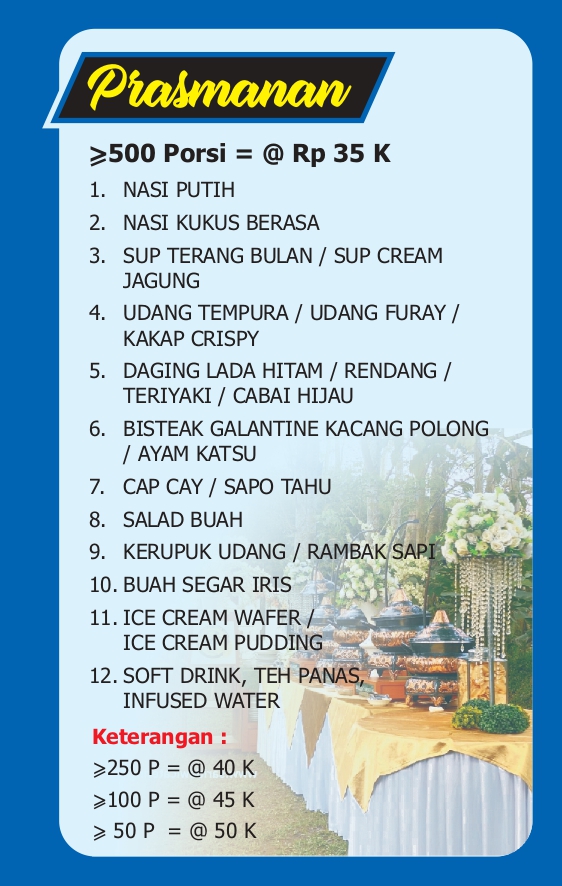 Prasmanan
⩾500 Porsi = @ Rp 35 K
1. NASI PUTIH
2. NASI KUKUS BERASA
3. SUP TERANG BULAN / SUP CREAM
JAGUNG
4. UDANG TEMPURA / UDANG FURAY /
KAKAP CRISPY
5. DAGING LADA HITAM / RENDANG /
TERIYAKI / CABAI HIJAU
6. BISTEAK GALANTINE KACANG POLONG
/ AYAM KATSU
7. CAP CAY / SAPO TAHU
8. SALAD BUAH
9. KERUPUK UDANG / RAMBAK SAPI
10. BUAH SEGAR IRIS
11. ICE CREAM WAFER /
ICE CREAM PUDDING
12. SOFT DRINK, TEH PANAS,
INFUSED WATER
Keterangan :
⩾250 P = @ 40 K
⩾100 P = @ 45 K
⩾ 50 P = @ 50 K